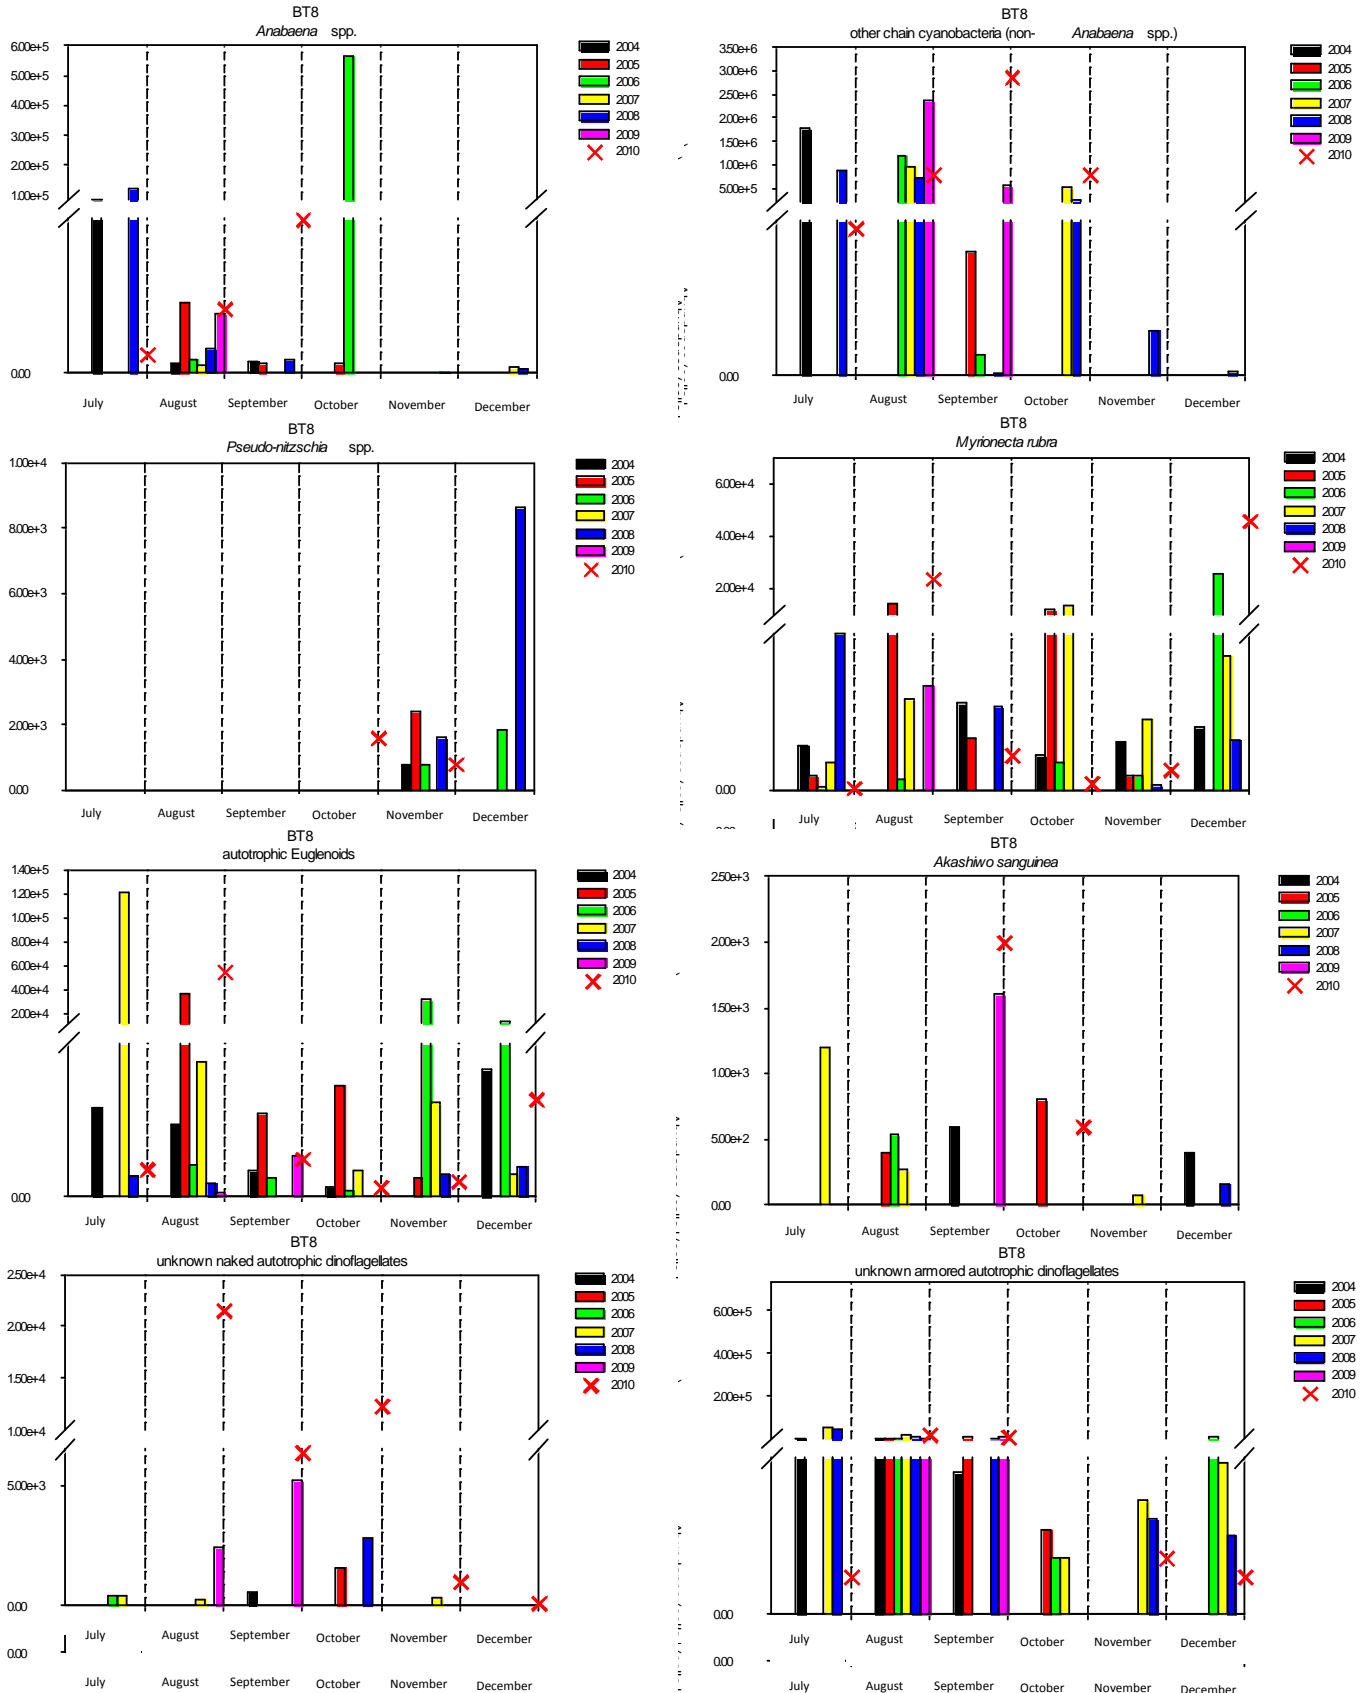 BT8
Anabaena spp.
6.00e+5
5.00e+5
4.00e+5
3.00e+5
2.00e+5
1.00e+5
0.00
July August September October November December
2004
2005
2006
2007
2008
2009
2010
BT8
other chain cyanobacteria (non- Anabaena spp.)
3.50e+6
3.00e+6
2.50e+6
2.00e+6
1.50e+6
1.00e+6
5.00e+5
0.00
July August September October November December
2004
2005
2006
2007
2008
2009
2010
BT8
Pseudo-nitzschia spp.
1.00e+4
8.00e+3
6.00e+3
4.00e+3
2.00e+3
0.00
July August September October November December
2004
2005
2006
2007
2008
2009
2010
BT8
Myrionecta rubra
6.00e+4
4.00e+4
2.00e+4
0.00
July August September October November December
2004
2005
2006
2007
2008
2009
2010
BT8
autotrophic Euglenoids
1.40e+5
1.20e+5
1.00e+5
8.00e+4
6.00e+4
4.00e+4
2.00e+4
0.00
July August September October November December
2004
2005
2006
2007
2008
2009
2010
BT8
Akashiwo sanguinea
2.50e+3
2.00e+3
1.50e+3
1.00e+3
5.00e+2
0.00
July August September October November December
2004
2005
2006
2007
2008
2009
2010
BT8
unknown naked autotrophic dinoflagellates
2.50e+4
2.00e+4
1.50e+4
1.00e+4
5.00e+3
0.00
July August September October November December
0.00
July August September October November December
2004
2005
2006
2007
2008
2009
2010
BT8
unknown armored autotrophic dinoflagellates
6.00e+5
4.00e+5
2.00e+5
0.00
July August September October November December
0.00
July August September October November December
2004
2005
2006
2007
2008
2009
2010